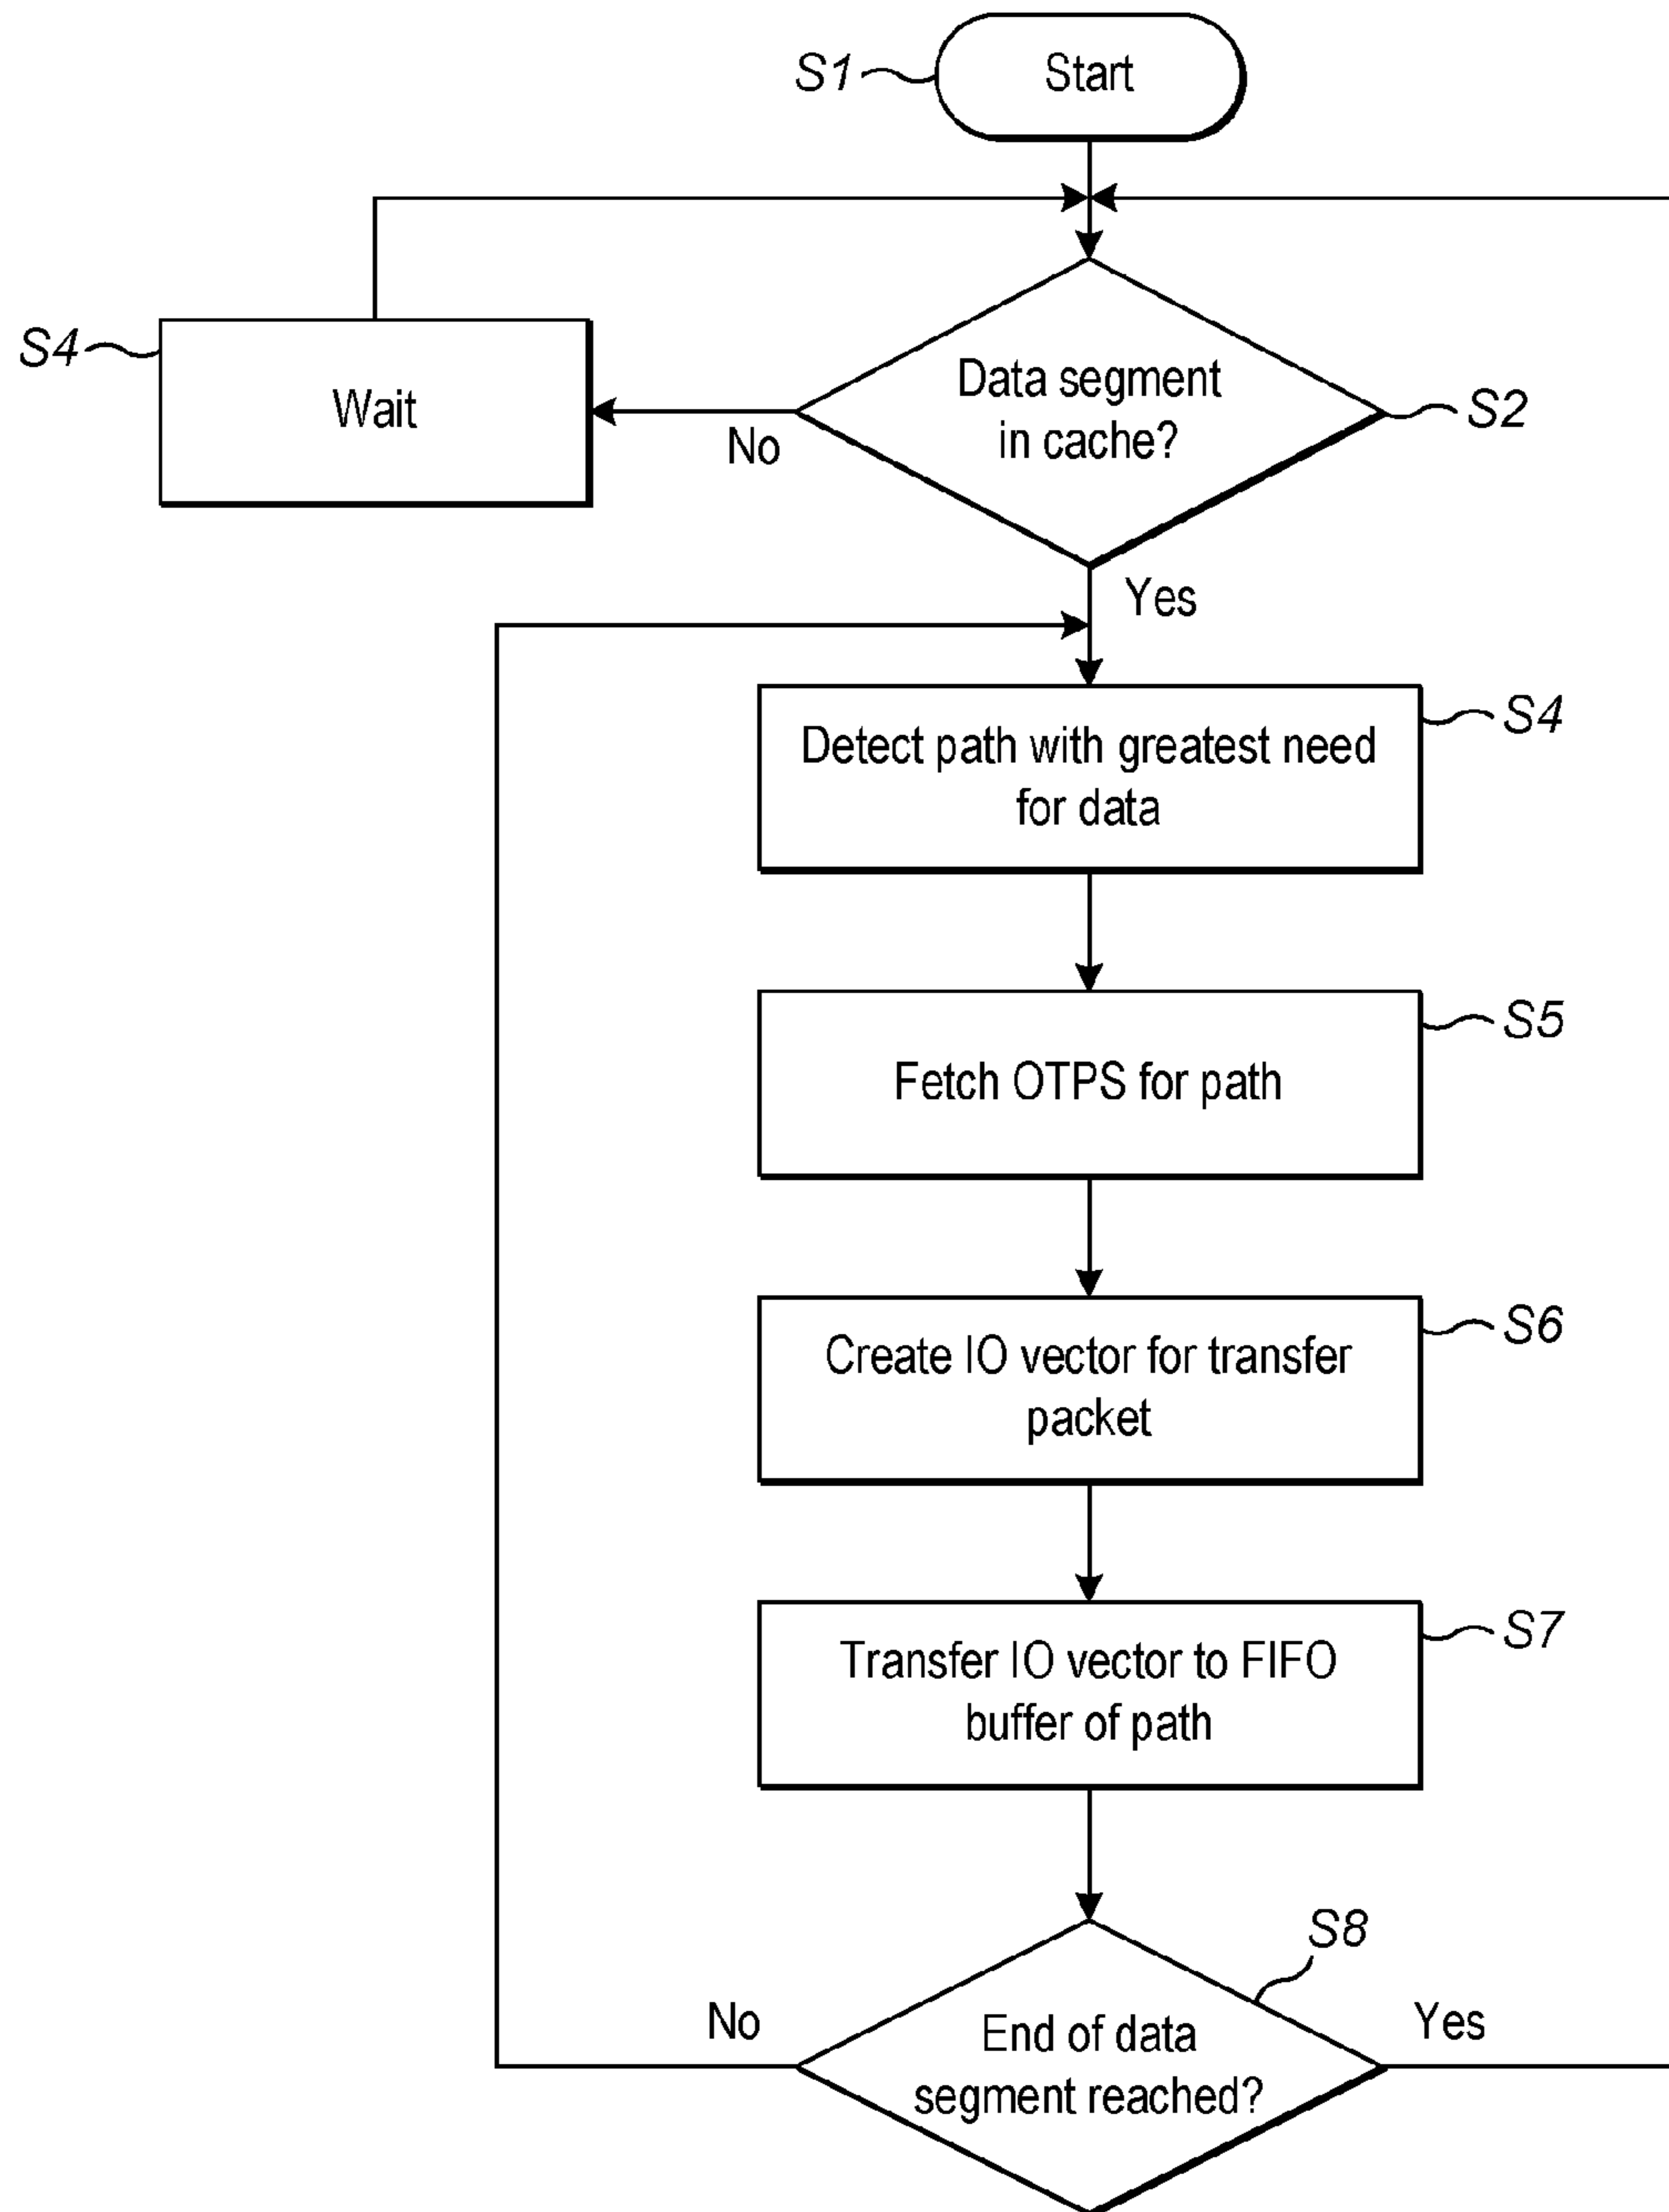 S1
Start
S4
Wait
Data segment
in cache?
S2
No
Yes
Detect path with greatest need
for data
S4
Fetch OTPS for path
S5
Create IO vector for transfer
packet
S6
Transfer IO vector to FIFO
buffer of path
S7
S8
No
End of data
segment reached?
Yes